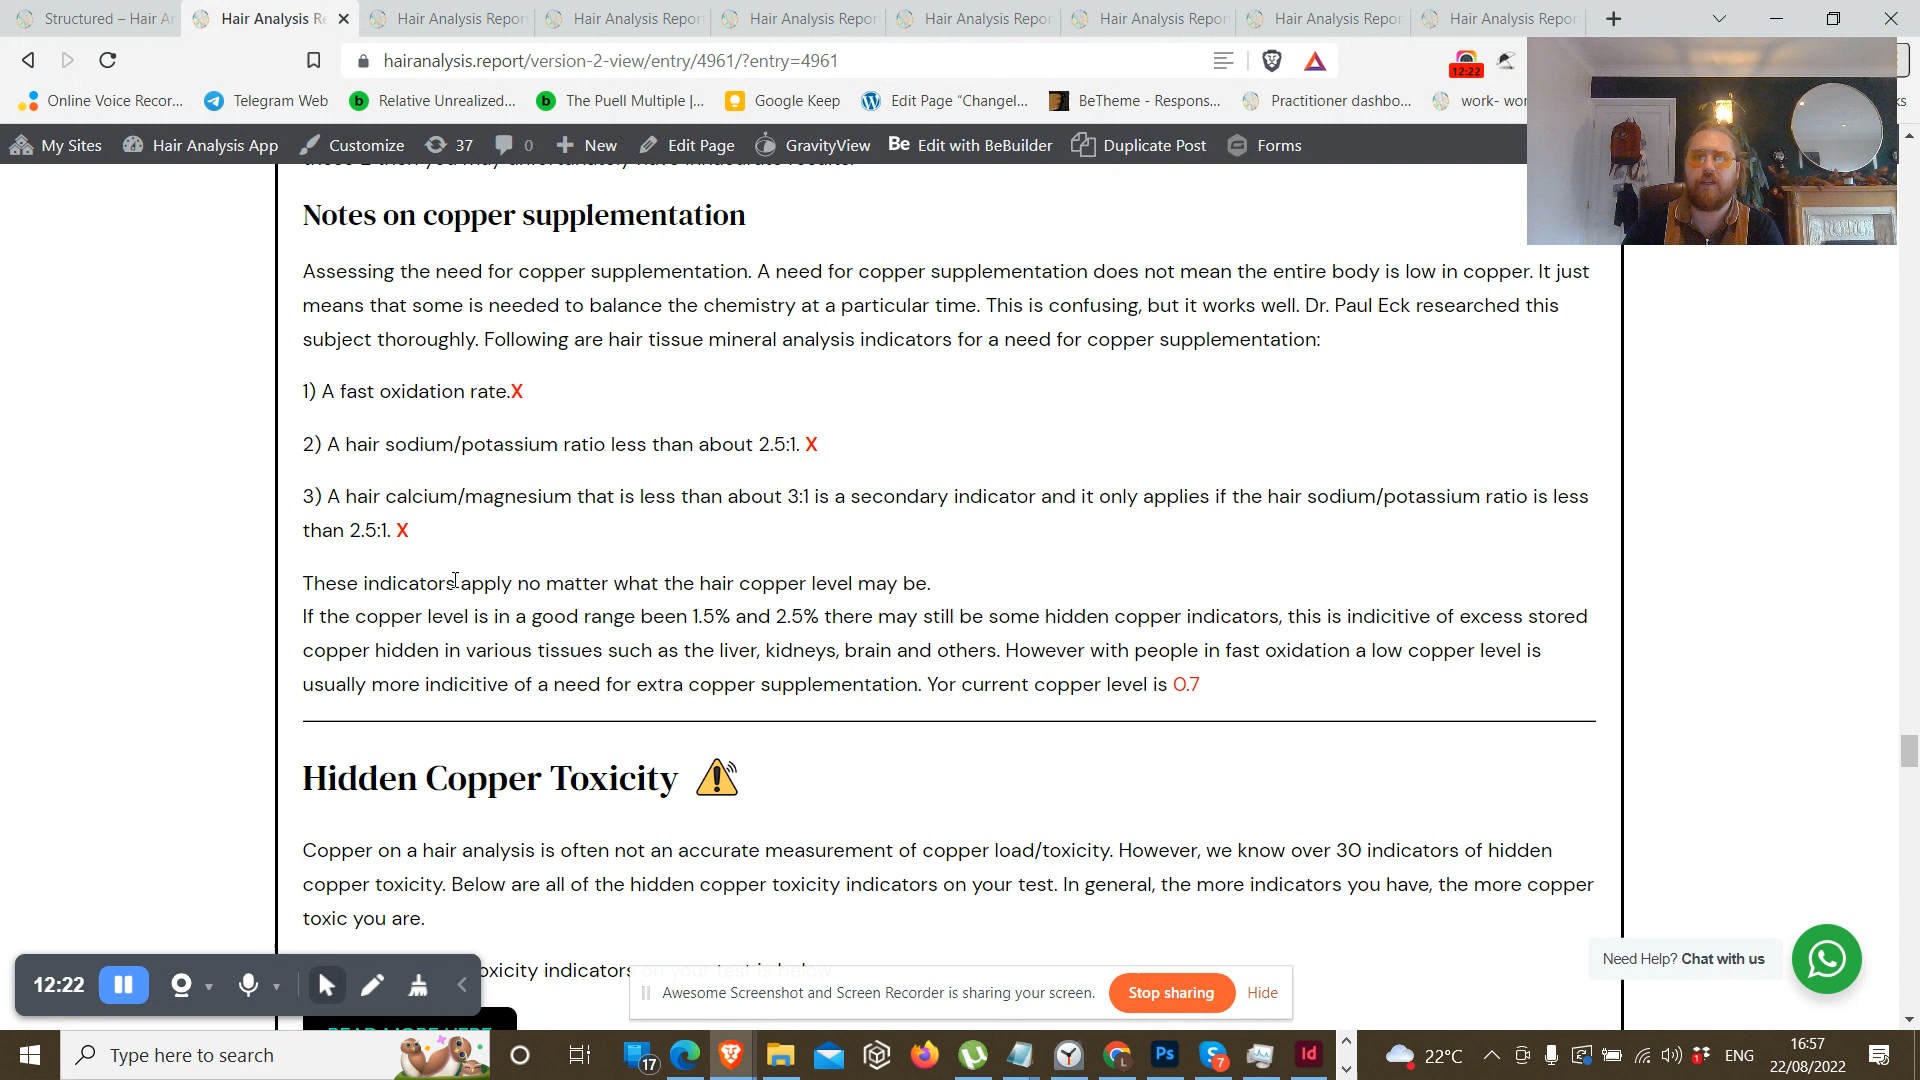 Structured – Hair Ar
Hair Analysis R
Hair Analysis Repor
Hair Analysis Repor
Hair Analysis Repor
Hair Analysis Repor
Hair Analysis Repor
Hair Analysis Repor
Hair Analysis Repor
hairanalysis.report/version-2-view/entry/4961/?entry=4961
12:22
Online Voice Recor...
Telegram Web
Relative Unrealized...
The Puell Multiple |...
Google Keep
Edit Page “Changel...
BeTheme - Respons...
Practitioner dashbo...
work- wor
My Sites
Hair Analysis App
Customize
37
0
New
Edit Page
GravityView
Be Edit with BeBuilder
Duplicate Post
Forms
Notes on copper supplementation
Assessing the need for copper supplementation. A need for copper supplementation does not mean the entire body is low in copper. It just
means that some is needed to balance the chemistry at a particular time. This is confusing, but it works well. Dr. Paul Eck researched this
subject thoroughly. Following are hair tissue mineral analysis indicators for a need for copper supplementation:
1) A fast oxidation rate.X
2) A hair sodium/potassium ratio less than about 2.5:1. X
3) A hair calcium/magnesium that is less than about 3:1 is a secondary indicator and it only applies if the hair sodium/potassium ratio is less
than 2.5:1. X
These indicators apply no matter what the hair copper level may be.
If the copper level is in a good range been 1.5% and 2.5% there may still be some hidden copper indicators, this is indicitive of excess stored
copper hidden in various tissues such as the liver, kidneys, brain and others. However with people in fast oxidation a low copper level is
usually more indicitive of a need for extra copper supplementation. Yor current copper level is 0.7
Hidden Copper Toxicity
Copper on a hair analysis is often not an accurate measurement of copper load/toxicity. However, we know over 30 indicators of hidden
copper toxicity. Below are all of the hidden copper toxicity indicators on your test. In general, the more indicators you have, the more copper
toxic you are.
oxicity indicators on your test is below
READ MORE HERE
12:22
Awesome Screenshot and Screen Recorder is sharing your screen.
Stop sharing
Hide
Need Help? Chat with us
Type here to search
17
Ps
7
Id
22°C
1
ENG
16:57
22/08/2022